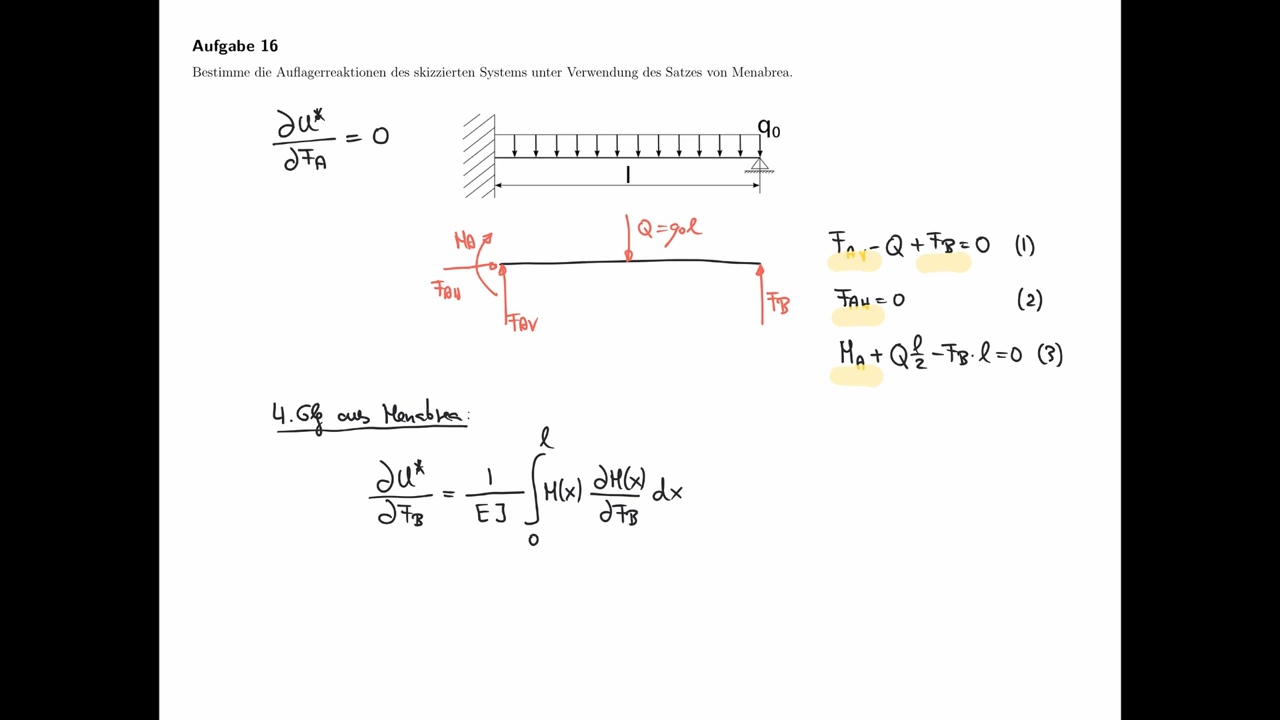 Aufgabe 16
Bestimme die Auflagerreaktionen des skizzierten Systems unter Verwendung des Satzes von Menabrea.
∂U*/∂F_A = 0
q₀
l
M_A
Q = q₀l
F_AH
F_AV
F_B
F_AV - Q + F_B = 0 (1)
F_AH = 0 (2)
M_A + Q l/2 - F_B · l = 0 (3)
4. Glg aus Menabrea:
∂U*/∂F_B = 1/EJ ∫₀ˡ M(x) ∂M(x)/∂F_B dx